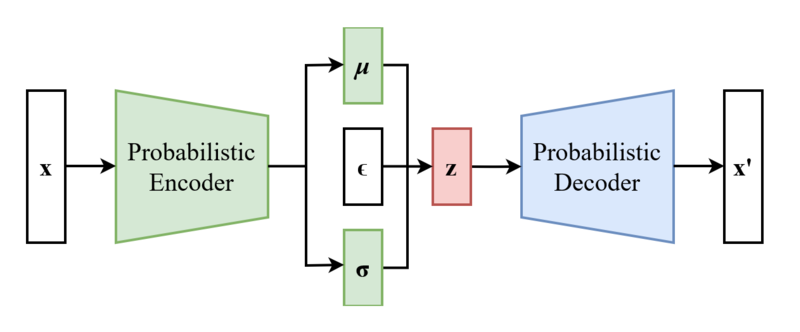 x
Probabilistic
Encoder
μ
ϵ
σ
z
Probabilistic
Decoder
x'